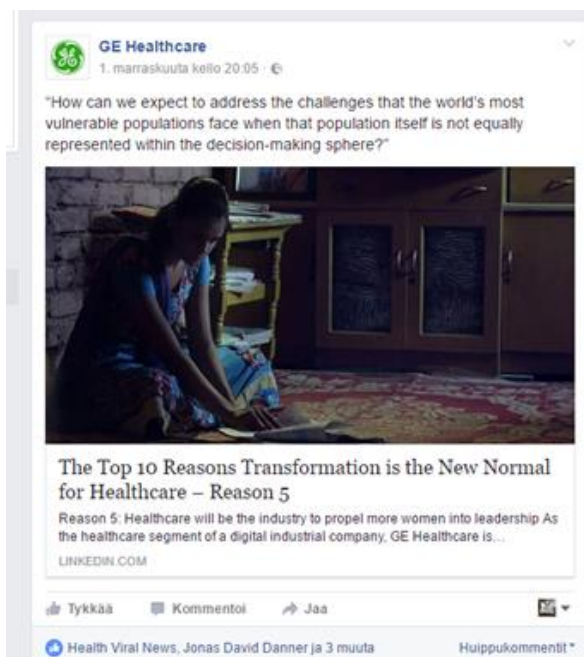 GE Healthcare
1. marraskuuta kello 20:05 ·
"How can we expect to address the challenges that the world's most
vulnerable populations face when that population itself is not equally
represented within the decision-making sphere?"
The Top 10 Reasons Transformation is the New Normal
for Healthcare – Reason 5
Reason 5: Healthcare will be the industry to propel more women into leadership As
the healthcare segment of a digital industrial company, GE Healthcare is...
LINKEDIN.COM
Tykkää Kommentoi Jaa
Health Viral News, Jonas David Danner ja 3 muuta Huippukommentit